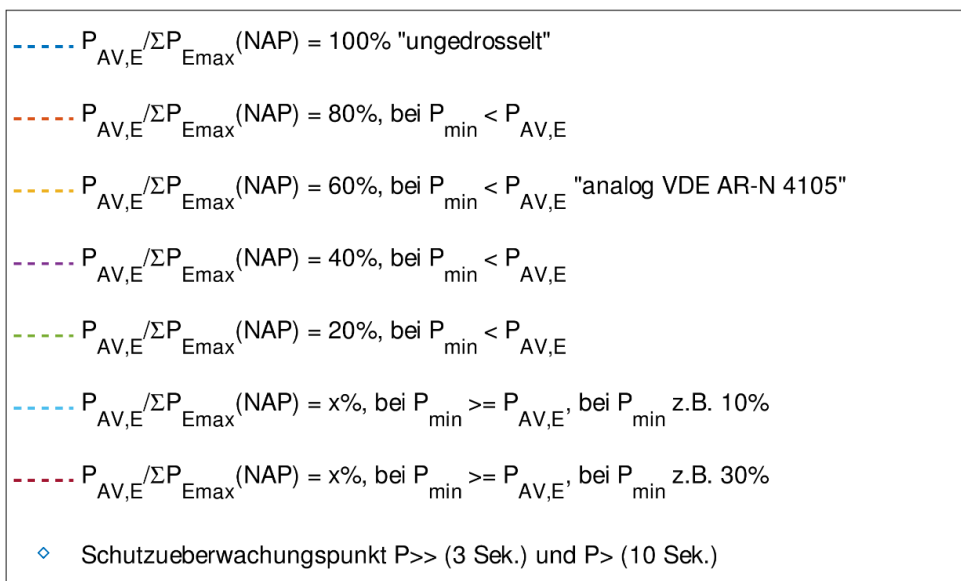 P_AV,E/ΣP_Emax(NAP) = 100% "ungedrosselt"
P_AV,E/ΣP_Emax(NAP) = 80%, bei P_min < P_AV,E
P_AV,E/ΣP_Emax(NAP) = 60%, bei P_min < P_AV,E "analog VDE AR-N 4105"
P_AV,E/ΣP_Emax(NAP) = 40%, bei P_min < P_AV,E
P_AV,E/ΣP_Emax(NAP) = 20%, bei P_min < P_AV,E
P_AV,E/ΣP_Emax(NAP) = x%, bei P_min >= P_AV,E, bei P_min z.B. 10%
P_AV,E/ΣP_Emax(NAP) = x%, bei P_min >= P_AV,E, bei P_min z.B. 30%
Schutzueberwachungspunkt P>> (3 Sek.) und P> (10 Sek.)